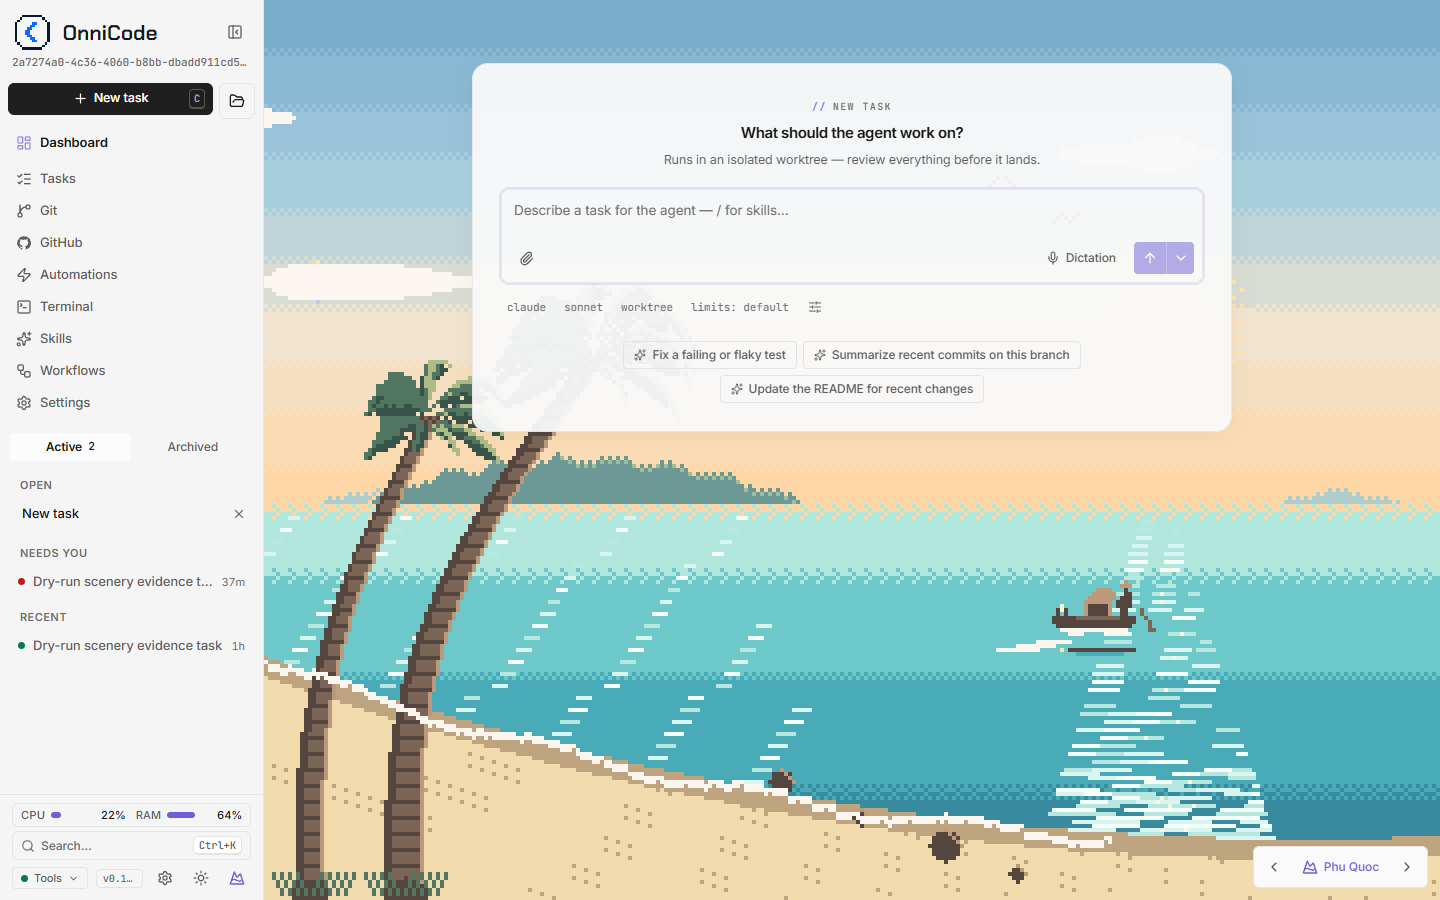 OnniCode
2a7274a0-4c36-4060-b8bb-dbadd911cd5…
New task C
Dashboard
Tasks
Git
GitHub
Automations
Terminal
Skills
Workflows
Settings
Active 2 Archived
OPEN
New task
NEEDS YOU
Dry-run scenery evidence t… 37m
RECENT
Dry-run scenery evidence task 1h
CPU 22% RAM 64%
Search... Ctrl+K
Tools v0.1…
// NEW TASK
What should the agent work on?
Runs in an isolated worktree — review everything before it lands.
Describe a task for the agent — / for skills…
Dictation
claude sonnet worktree limits: default
Fix a failing or flaky test Summarize recent commits on this branch
Update the README for recent changes
Phu Quoc